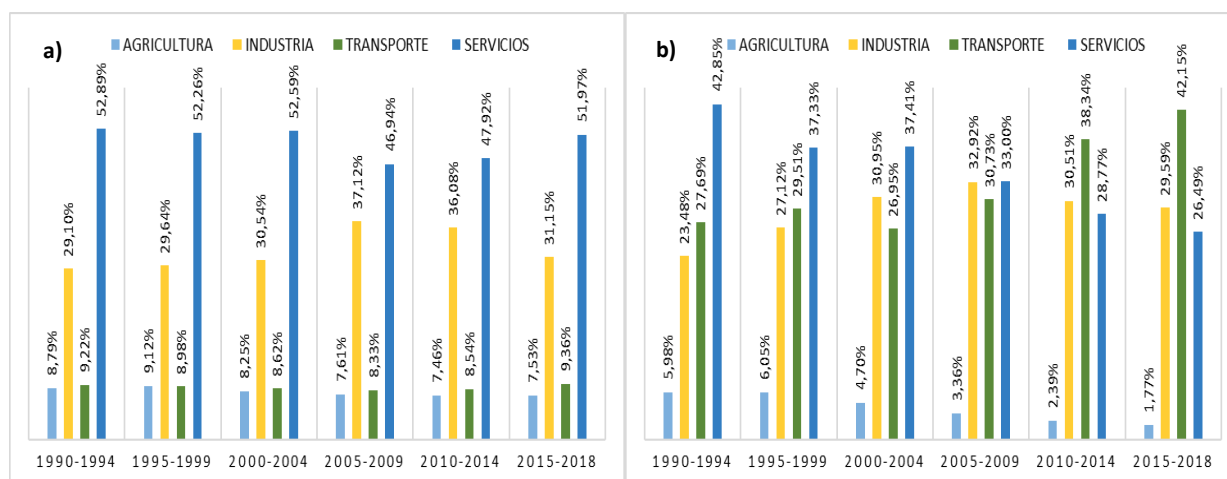 a)
AGRICULTURA INDUSTRIA TRANSPORTE SERVICIOS
8,79% 29,10% 9,22% 52,89%
9,12% 29,64% 8,98% 52,26%
8,25% 30,54% 8,62% 52,59%
7,61% 37,12% 8,33% 46,94%
7,46% 36,08% 8,54% 47,92%
7,53% 31,15% 9,36% 51,97%
1990-1994 1995-1999 2000-2004 2005-2009 2010-2014 2015-2018
b)
AGRICULTURA INDUSTRIA TRANSPORTE SERVICIOS
5,98% 23,48% 27,69% 42,85%
6,05% 27,12% 29,51% 37,33%
4,70% 30,95% 26,95% 37,41%
3,36% 32,92% 30,73% 33,00%
2,39% 30,51% 38,34% 28,77%
1,77% 29,59% 42,15% 26,49%
1990-1994 1995-1999 2000-2004 2005-2009 2010-2014 2015-2018